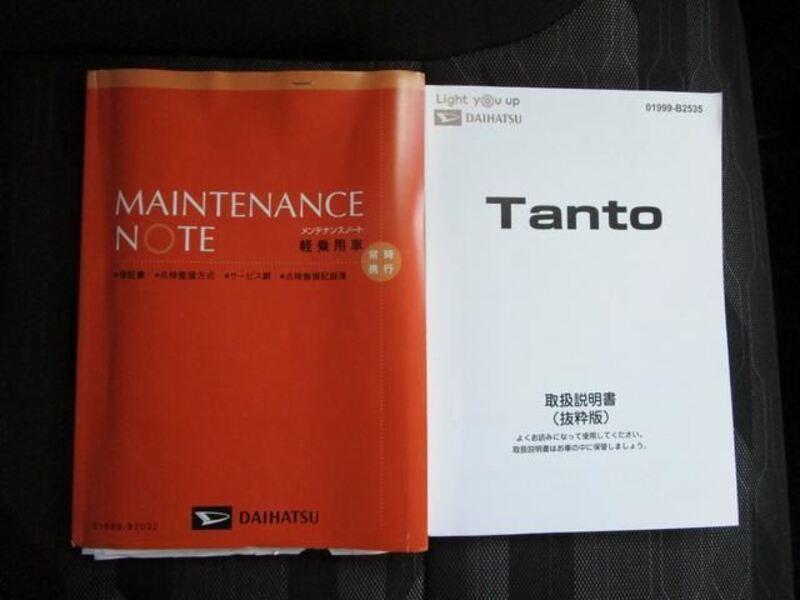 MAINTENANCE
NOTE
メンテナンスノート
軽乗用車
常時
携行
●保証書 ●点検整備方式 ●サービス網 ●点検整備記録簿
01999-B2032
DAIHATSU
Light you up
DAIHATSU
01999-B2535
Tanto
取扱説明書
（抜粋版）
よくお読みになって使用してください。
取扱説明書はお車の中に保管しましょう。